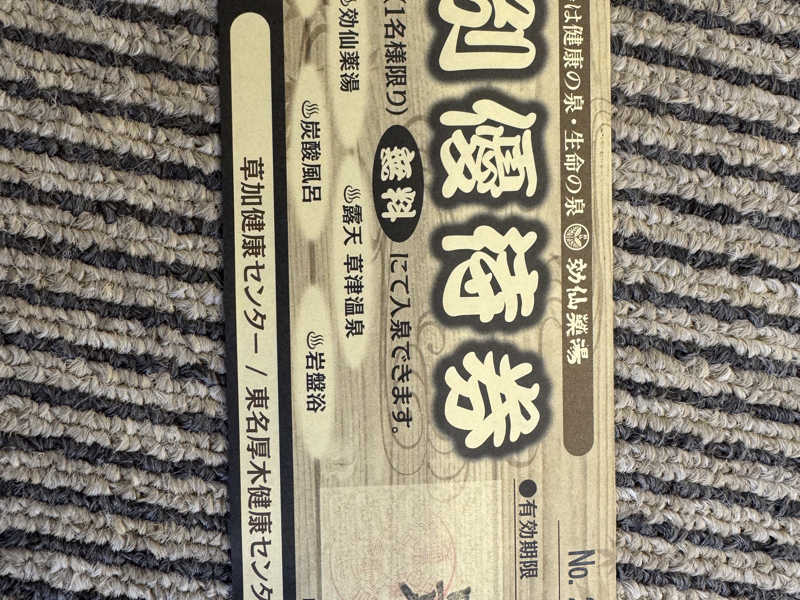 は健康の泉・生命の泉 効仙薬湯
優待券
(1名様限り) 無料 にて入泉できます。
♨効仙薬湯 ♨露天 草津温泉
♨炭酸風呂 ♨岩盤浴
草加健康センター / 東名厚木健康センタ
●有効期限
No.